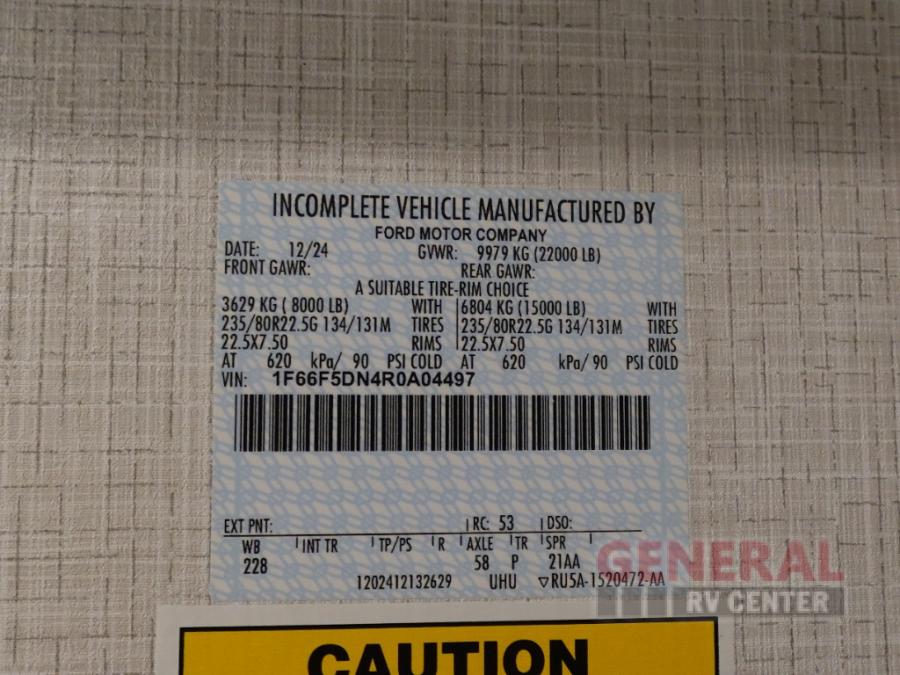 INCOMPLETE VEHICLE MANUFACTURED BY
FORD MOTOR COMPANY
DATE: 12/24 GVWR: 9979 KG (22000 LB)
FRONT GAWR: REAR GAWR:
A SUITABLE TIRE-RIM CHOICE
3629 KG ( 8000 LB) WITH 6804 KG (15000 LB) WITH
235/80R22.5G 134/131M TIRES 235/80R22.5G 134/131M TIRES
22.5X7.50 RIMS 22.5X7.50 RIMS
AT 620 kPa/ 90 PSI COLD AT 620 kPa/ 90 PSI COLD
VIN: 1F66F5DN4R0A04497
EXT PNT: RC: 53 DSO:
WB INT TR TP/PS R AXLE TR SPR
228 58 P 21AA
1202412132629 UHU ▽RU5A-1520472-AA
GENERAL
RV CENTER
CAUTION